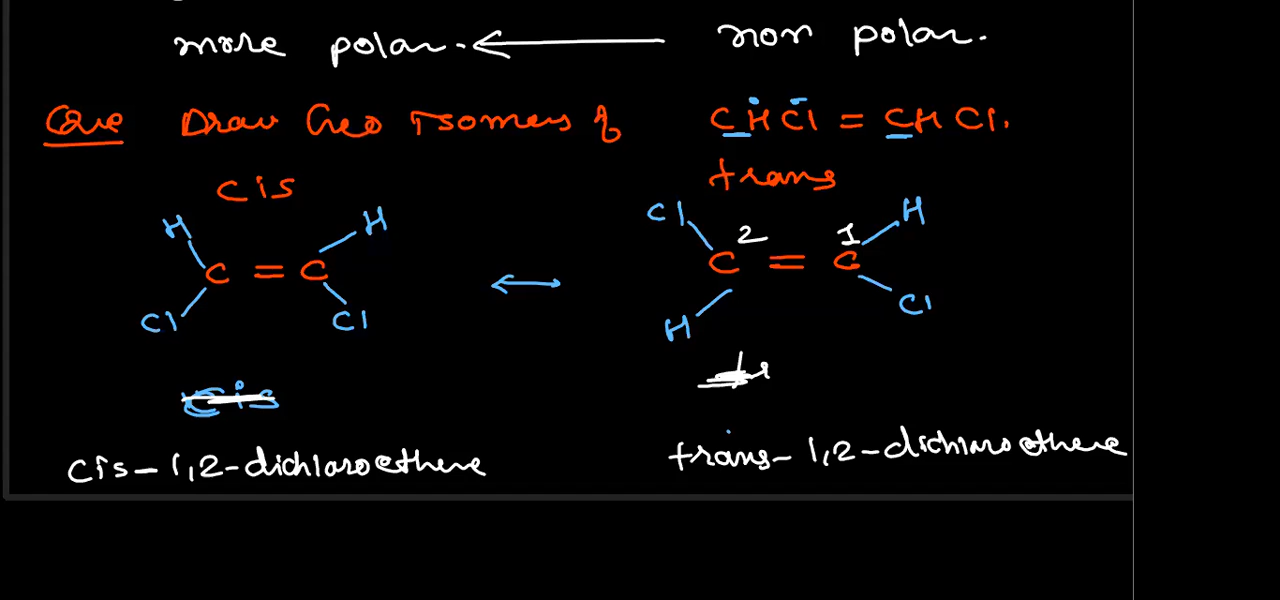 more polar. ← non polar.
Que Draw Geo Isomers of CHCl = CHCl.
cis trans
H H Cl 2 1 H
C = C ↔ C = C
Cl Cl H Cl
cis
cis-1,2-dichloroethene trans-1,2-dichloroethene